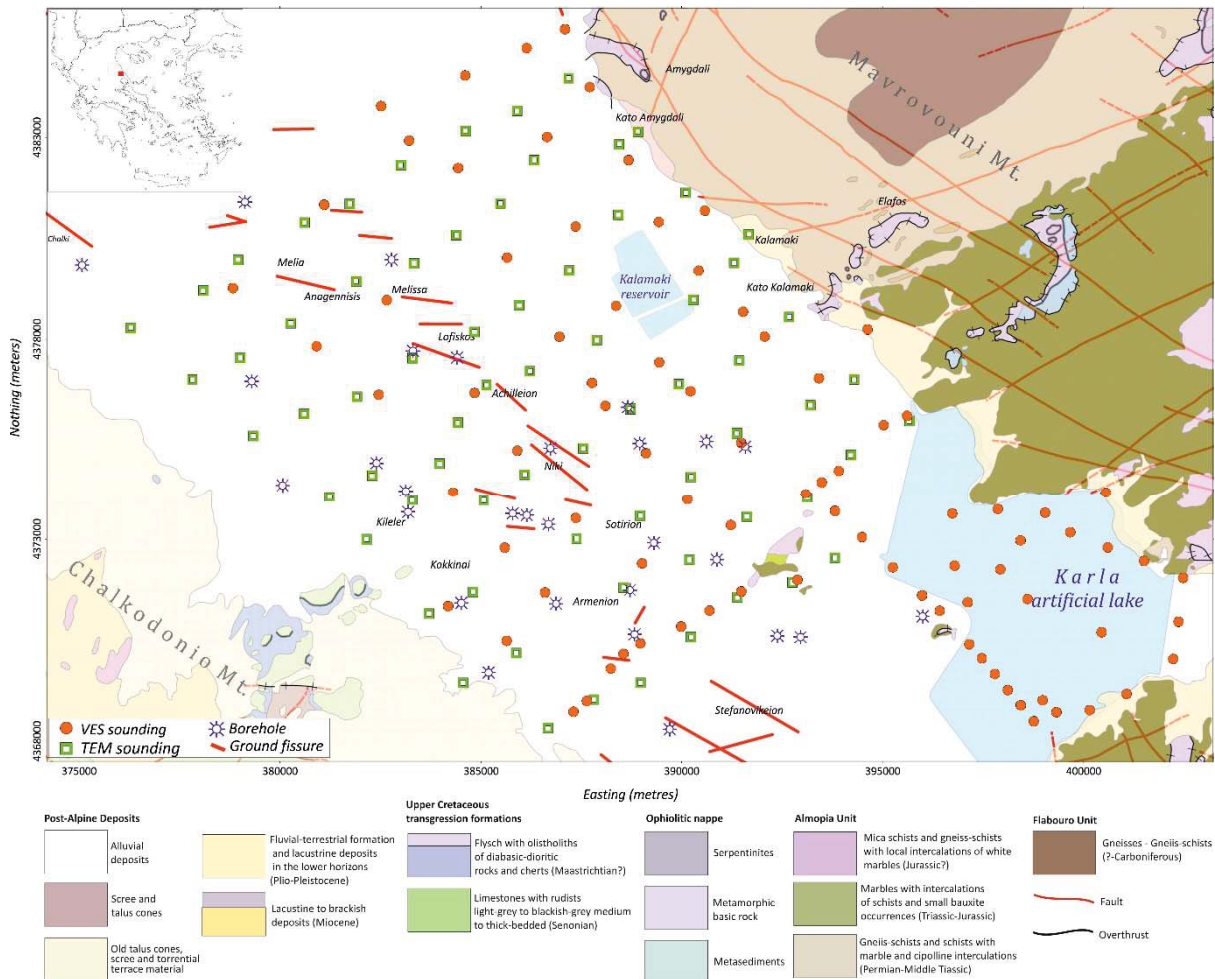 Amygdali
Mavrovouni Mt.
Kato Amygdali
4383000
Elafos
Chalki
Kalamaki
Melia
Kalamaki
reservoir
Kato Kalamaki
Anagennisis
Melissa
4378000
Lofiskos
Nothing (meters)
Achilleion
Niki
Kileler
Sotirion
4373000
Kokkinai
Karla
artificial lake
Armenion
Chalkodonio Mt.
Stefanovikeion
VES sounding
Borehole
TEM sounding
Ground fissure
4368000
375000 380000 385000 390000 395000 400000
Easting (metres)
Post-Alpine Deposits
Alluvial
deposits
Scree and
talus cones
Old talus cones,
scree and torrential
terrace material
Fluvial-terrestrial formation
and lacustrine deposits
in the lower horizons
(Plio-Pleistocene)
Lacustine to brackish
deposits (Miocene)
Upper Cretaceous
transgression formations
Flysch with olistholiths
of diabasic-dioritic
rocks and cherts (Maastrichtian?)
Limestones with rudists
light-grey to blackish-grey medium
to thick-bedded (Senonian)
Ophiolitic nappe
Serpentinites
Metamorphic
basic rock
Metasediments
Almopia Unit
Mica schists and gneiss-schists
with local intercalations of white
marbles (Jurassic?)
Marbles with intercalations
of schists and small bauxite
occurrences (Triassic-Jurassic)
Gneiis-schists and schists with
marble and cipolline interculations
(Permian-Middle Tiassic)
Flabouro Unit
Gneisses - Gneiis-schists
(?-Carboniferous)
Fault
Overthrust